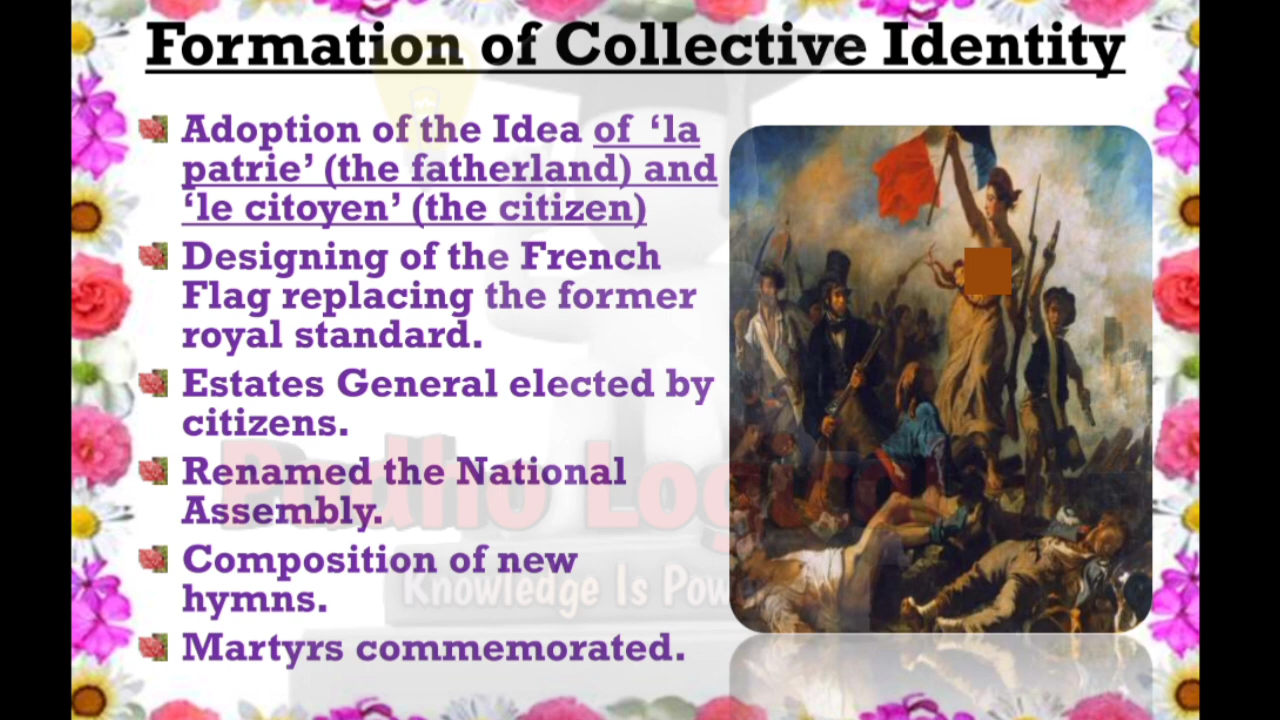 Formation of Collective Identity
Adoption of the Idea of ‘la
patrie’ (the fatherland) and
‘le citoyen’ (the citizen)
Designing of the French
Flag replacing the former
royal standard.
Estates General elected by
citizens.
Renamed the National
Assembly.
Composition of new
hymns.
Martyrs commemorated.
Knowledge Is